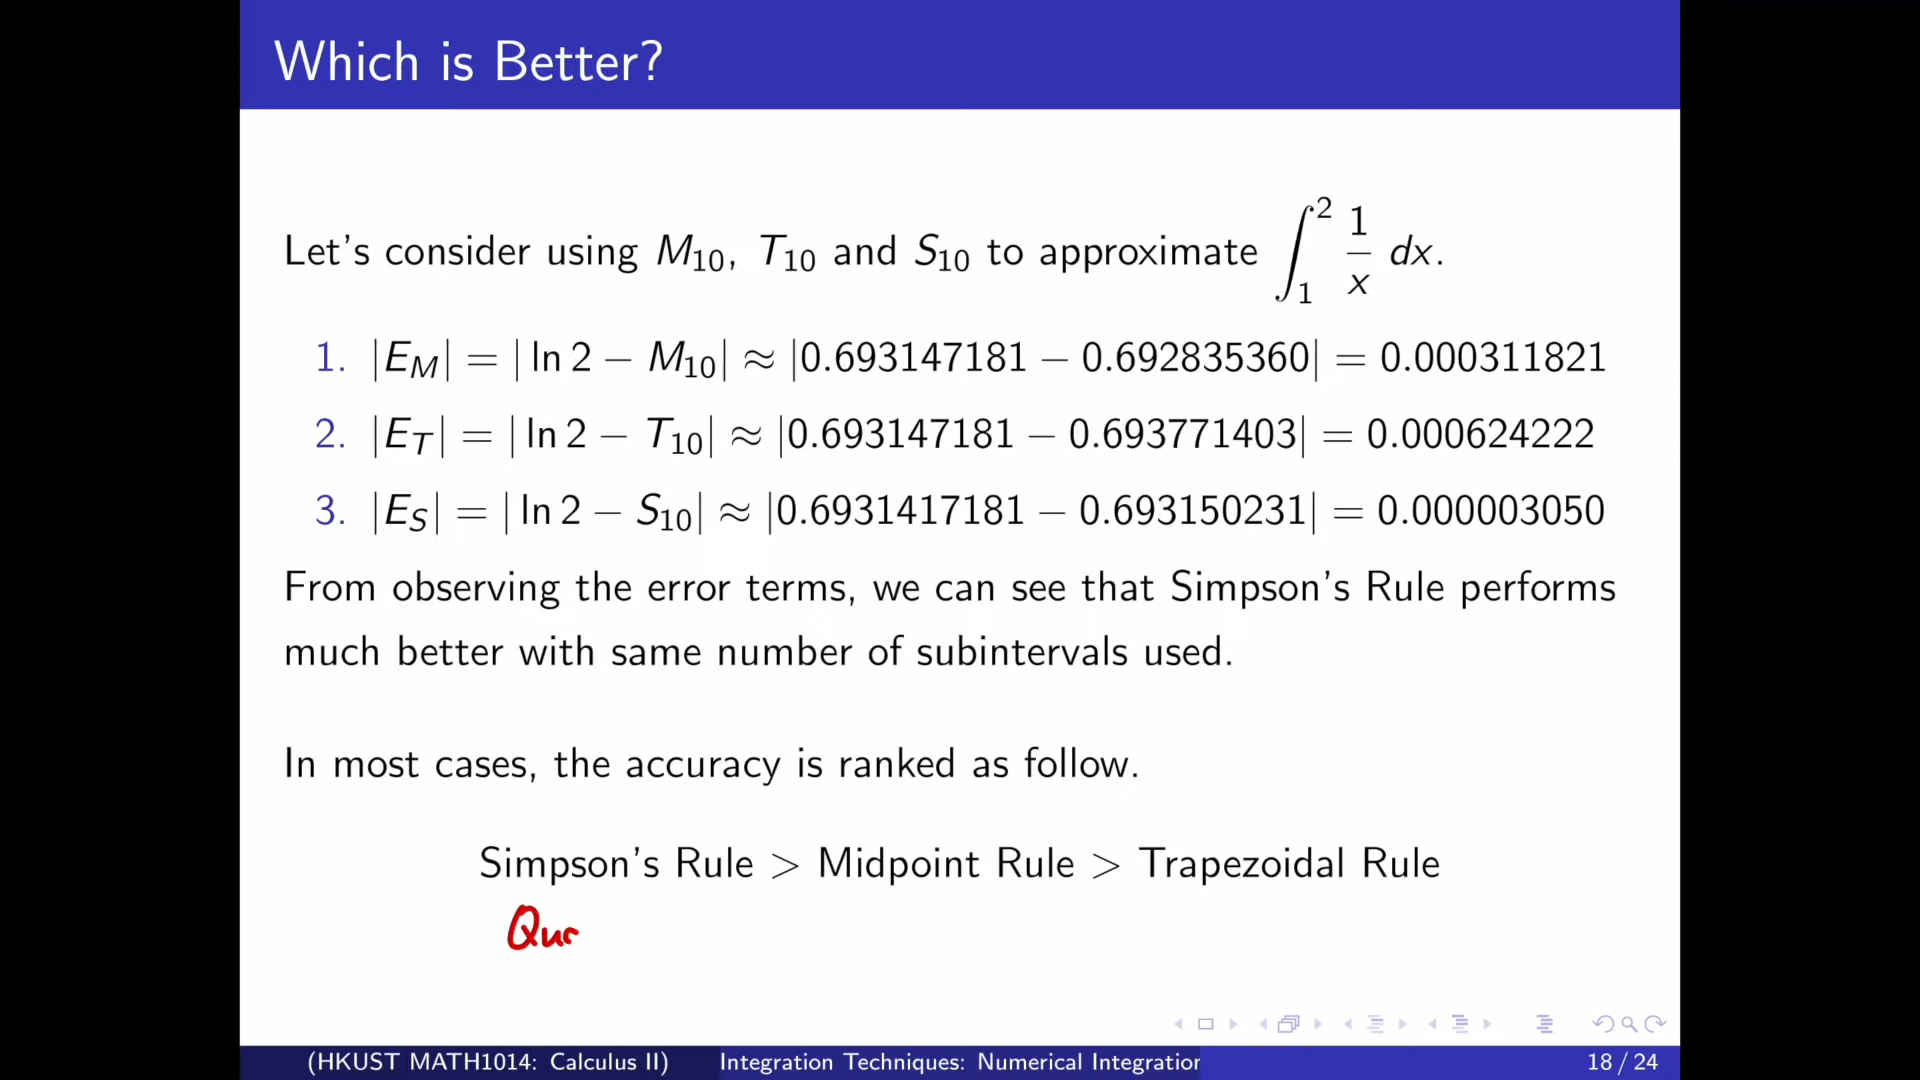 Which is Better?
Let's consider using M₁₀, T₁₀ and S₁₀ to approximate ∫₁² 1/x dx.
1. |E_M| = | ln 2 − M₁₀| ≈ |0.693147181 − 0.692835360| = 0.000311821
2. |E_T| = | ln 2 − T₁₀| ≈ |0.693147181 − 0.693771403| = 0.000624222
3. |E_S| = | ln 2 − S₁₀| ≈ |0.6931417181 − 0.693150231| = 0.000003050
From observing the error terms, we can see that Simpson's Rule performs
much better with same number of subintervals used.
In most cases, the accuracy is ranked as follow.
Simpson's Rule > Midpoint Rule > Trapezoidal Rule
(HKUST MATH1014: Calculus II) Integration Techniques: Numerical Integration 18 / 24